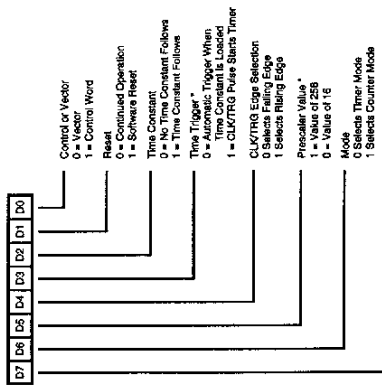 D7 D6 D5 D4 D3 D2 D1 D0
Control or Vector
0 = Vector
1 = Control Word
Reset
0 = Continued Operation
1 = Software Reset
Time Constant
0 = No Time Constant Follows
1 = Time Constant Follows
Time Trigger*
0 = Automatic Trigger When
Time Constant Is Loaded
1 = CLK/TRG Pulse Starts Timer
CLK/TRG Edge Selection
0 Selects Falling Edge
1 Selects Rising Edge
Prescaler Value *
1 = Value of 256
0 = Value of 16
Mode
0 Selects Timer Mode
1 Selects Counter Mode